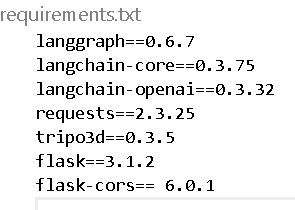 requirements.txt
langgraph==0.6.7
langchain-core==0.3.75
langchain-openai==0.3.32
requests==2.3.25
tripo3d==0.3.5
flask==3.1.2
flask-cors== 6.0.1